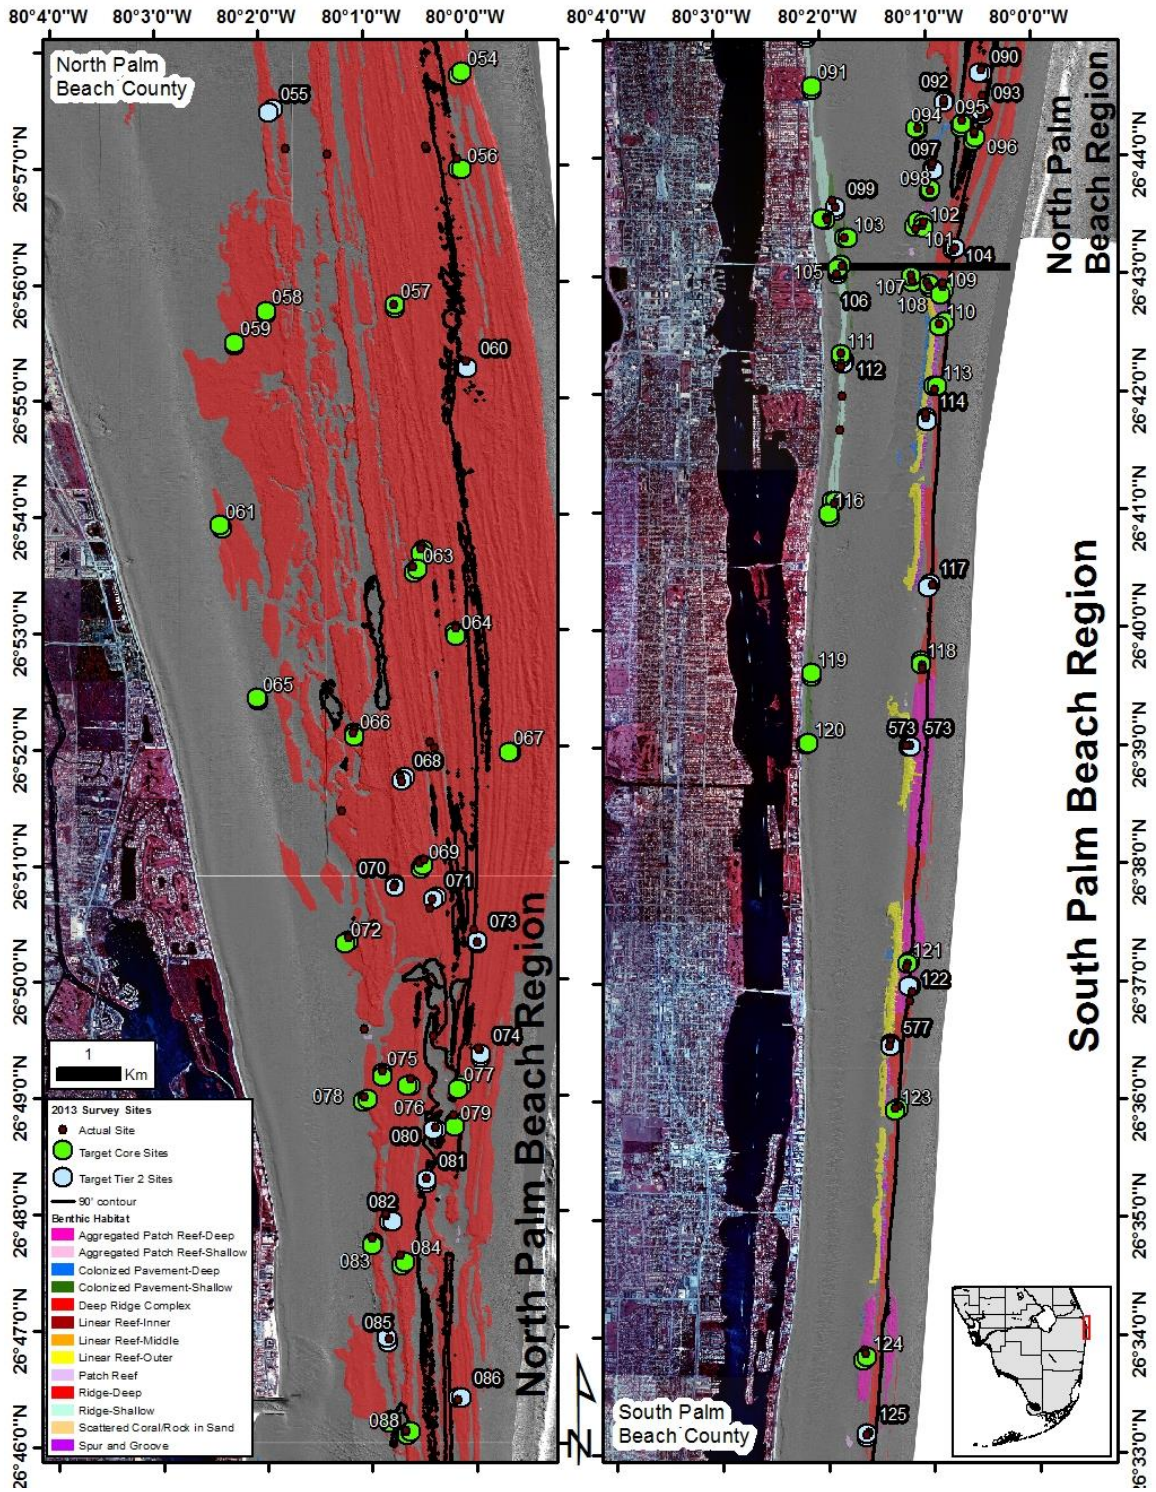 80°4'0"W 80°3'0"W 80°2'0"W 80°1'0"W 80°0'0"W
80°4'0"W 80°3'0"W 80°2'0"W 80°1'0"W 80°0'0"W
North Palm
Beach County
054
055
056
057
058
059
060
061
063
064
065
066
067
068
069
070
071
072
073
074
075
076
077
078
079
080
081
082
083
084
085
086
088
26°57'0"N
26°56'0"N
26°55'0"N
26°54'0"N
26°53'0"N
26°52'0"N
26°51'0"N
26°50'0"N
26°49'0"N
26°48'0"N
26°47'0"N
26°46'0"N
North Palm Beach Region
1
Km
2013 Survey Sites
Actual Site
Target Core Sites
Target Tier 2 Sites
90' contour
Benthic Habitat
Aggregated Patch Reef-Deep
Aggregated Patch Reef-Shallow
Colonized Pavement-Deep
Colonized Pavement-Shallow
Deep Ridge Complex
Linear Reef-Inner
Linear Reef-Middle
Linear Reef-Outer
Patch Reef
Ridge-Deep
Ridge-Shallow
Scattered Coral/Rock in Sand
Spur and Groove
N
090
091
092
093
094
095
096
097
098
099
101
102
103
104
105
106
107
108
109
110
111
112
113
114
116
117
118
119
120
573 573
121
122
577
123
124
125
North Palm
Beach Region
South Palm Beach Region
26°44'0"N
26°43'0"N
26°42'0"N
26°41'0"N
26°40'0"N
26°39'0"N
26°38'0"N
26°37'0"N
26°36'0"N
26°35'0"N
26°34'0"N
26°33'0"N
South Palm
Beach County